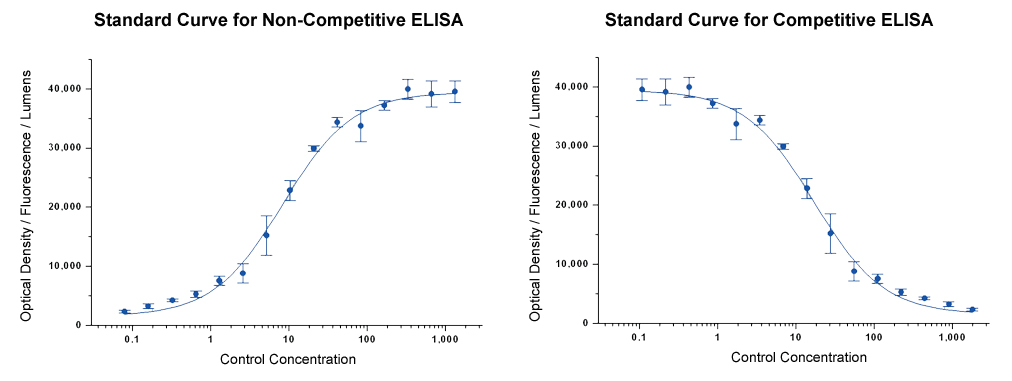 Standard Curve for Non-Competitive ELISA
Optical Density / Fluorescence / Lumens
40.000
30.000
20.000
10.000
0
0.1 1 10 100 1,000
Control Concentration
Standard Curve for Competitive ELISA
Optical Density / Fluorescence / Lumens
40.000
30.000
20.000
10.000
0
0.1 1 10 100 1,000
Control Concentration